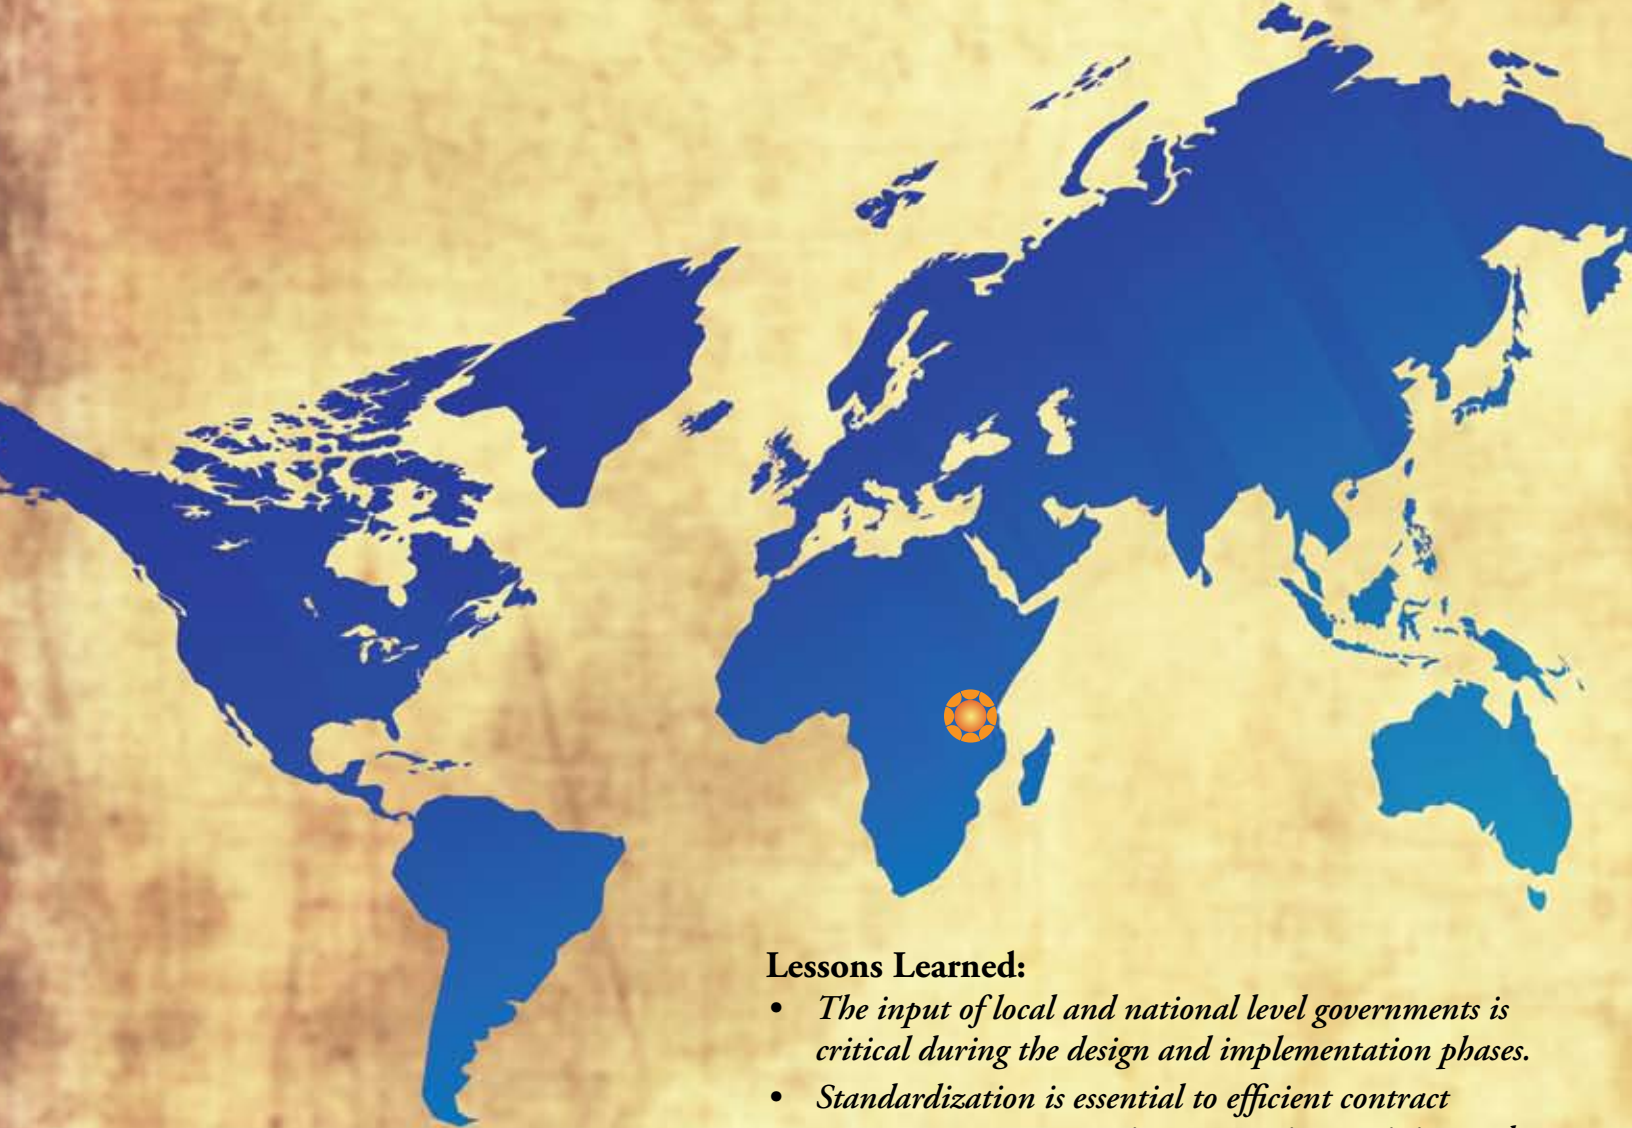 Lessons Learned:
• The input of local and national level governments is
critical during the design and implementation phases.
• Standardization is essential to efficient contract